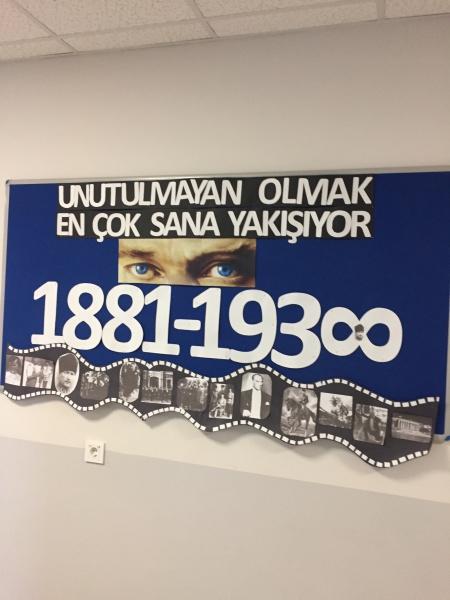 UNUTULMAYAN OLMAK
EN ÇOK SANA YAKIŞIYOR
1881-193∞